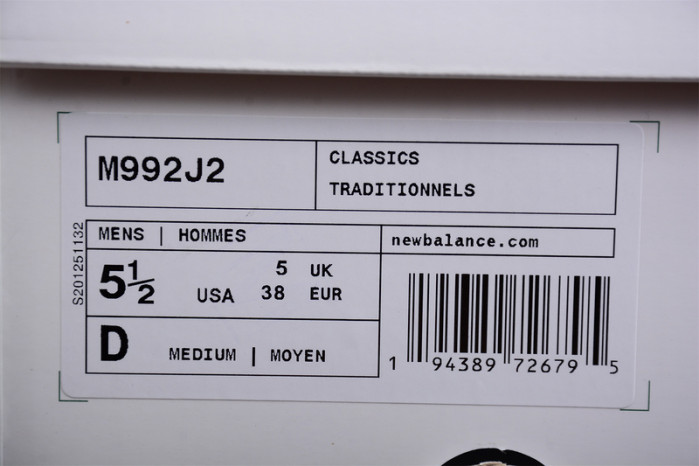 M992J2
CLASSICS
TRADITIONNELS
S201251132
MENS | HOMMES
newbalance.com
5½ USA
5 UK
38 EUR
D MEDIUM | MOYEN
1 94389 72679 5